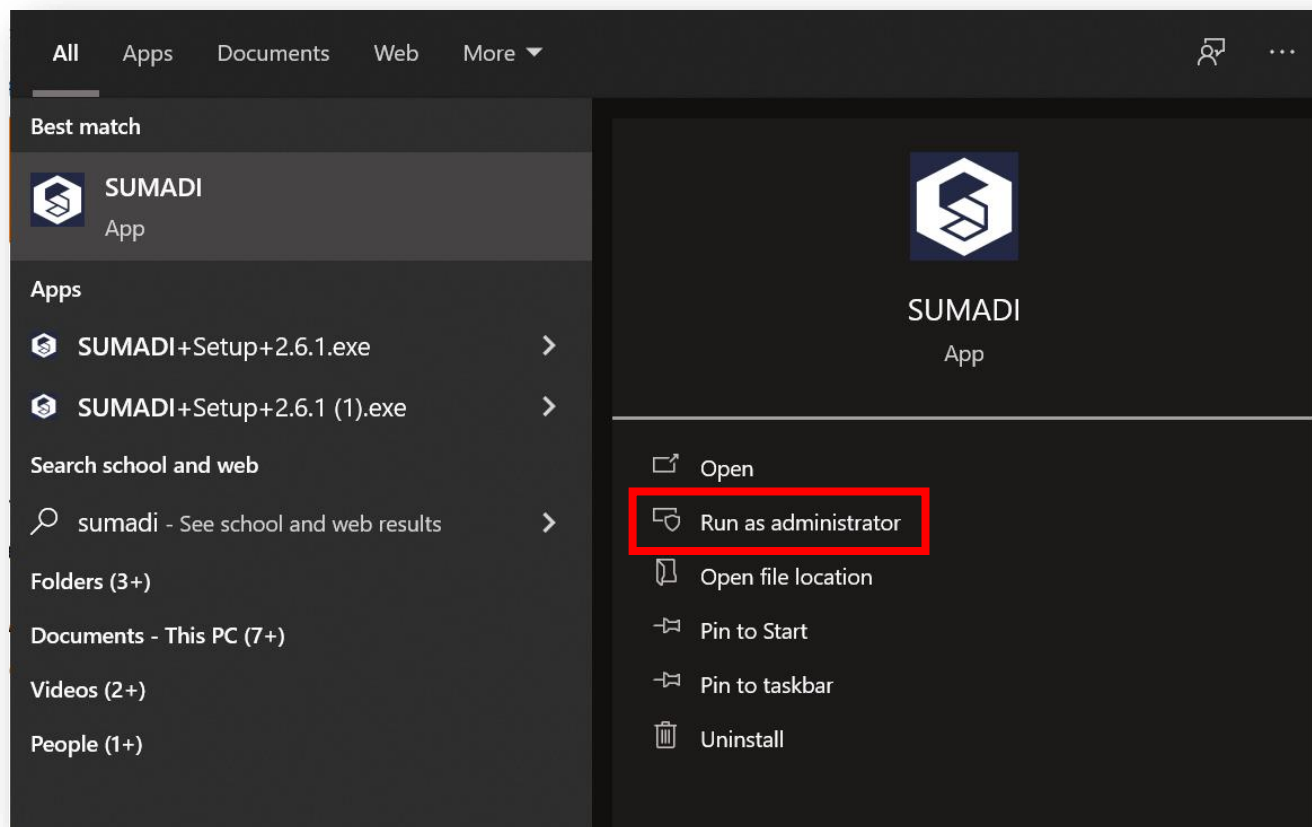 All Apps Documents Web More
Best match
SUMADI
App
Apps
SUMADI+Setup+2.6.1.exe
SUMADI+Setup+2.6.1 (1).exe
Search school and web
sumadi - See school and web results
Folders (3+)
Documents - This PC (7+)
Videos (2+)
People (1+)
SUMADI
App
Open
Run as administrator
Open file location
Pin to Start
Pin to taskbar
Uninstall